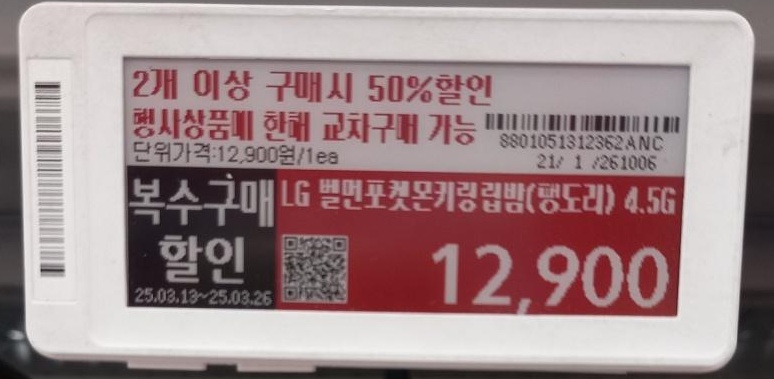 2개 이상 구매시 50%할인
행사상품에 한해 교차구매 가능
8801051312362ANC
단위가격:12,900원/1ea
21/ 1 /261006
복수구매
할인
25.03.13~25.03.26
LG 벨먼포켓몬키링립밤(팽도리) 4.5G
12,900